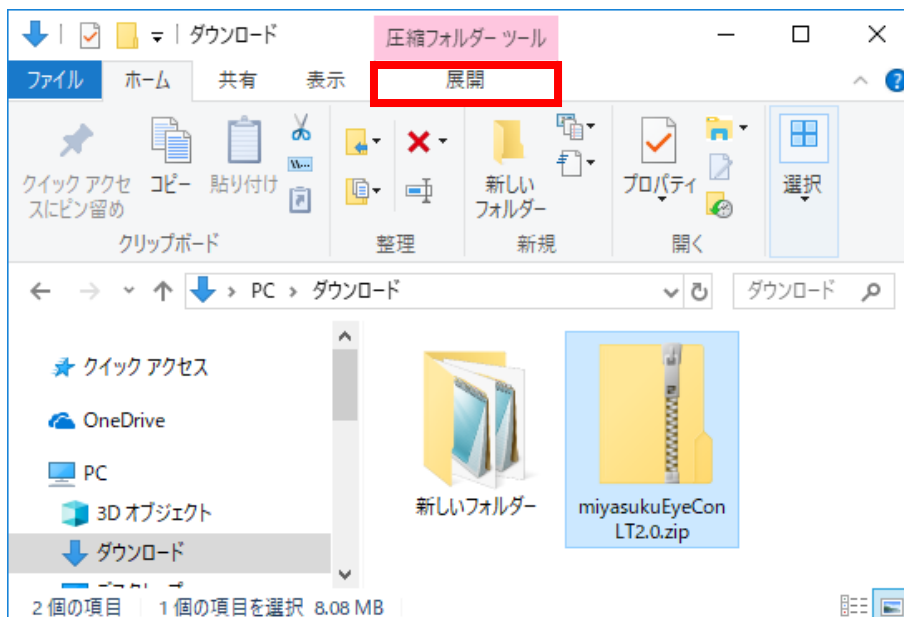 ダウンロード
圧縮フォルダー ツール
ファイル ホーム 共有 表示 展開
クイック アクセ
スにピン留め
コピー
貼り付け
新しい
フォルダー
プロパティ
選択
クリップボード 整理 新規 開く
PC ダウンロード
ダウンロード
クイック アクセス
OneDrive
PC
3D オブジェクト
ダウンロード
デスクトップ
新しいフォルダー
miyasukuEyeCon
LT2.0.zip
2 個の項目 1 個の項目を選択 8.08 MB